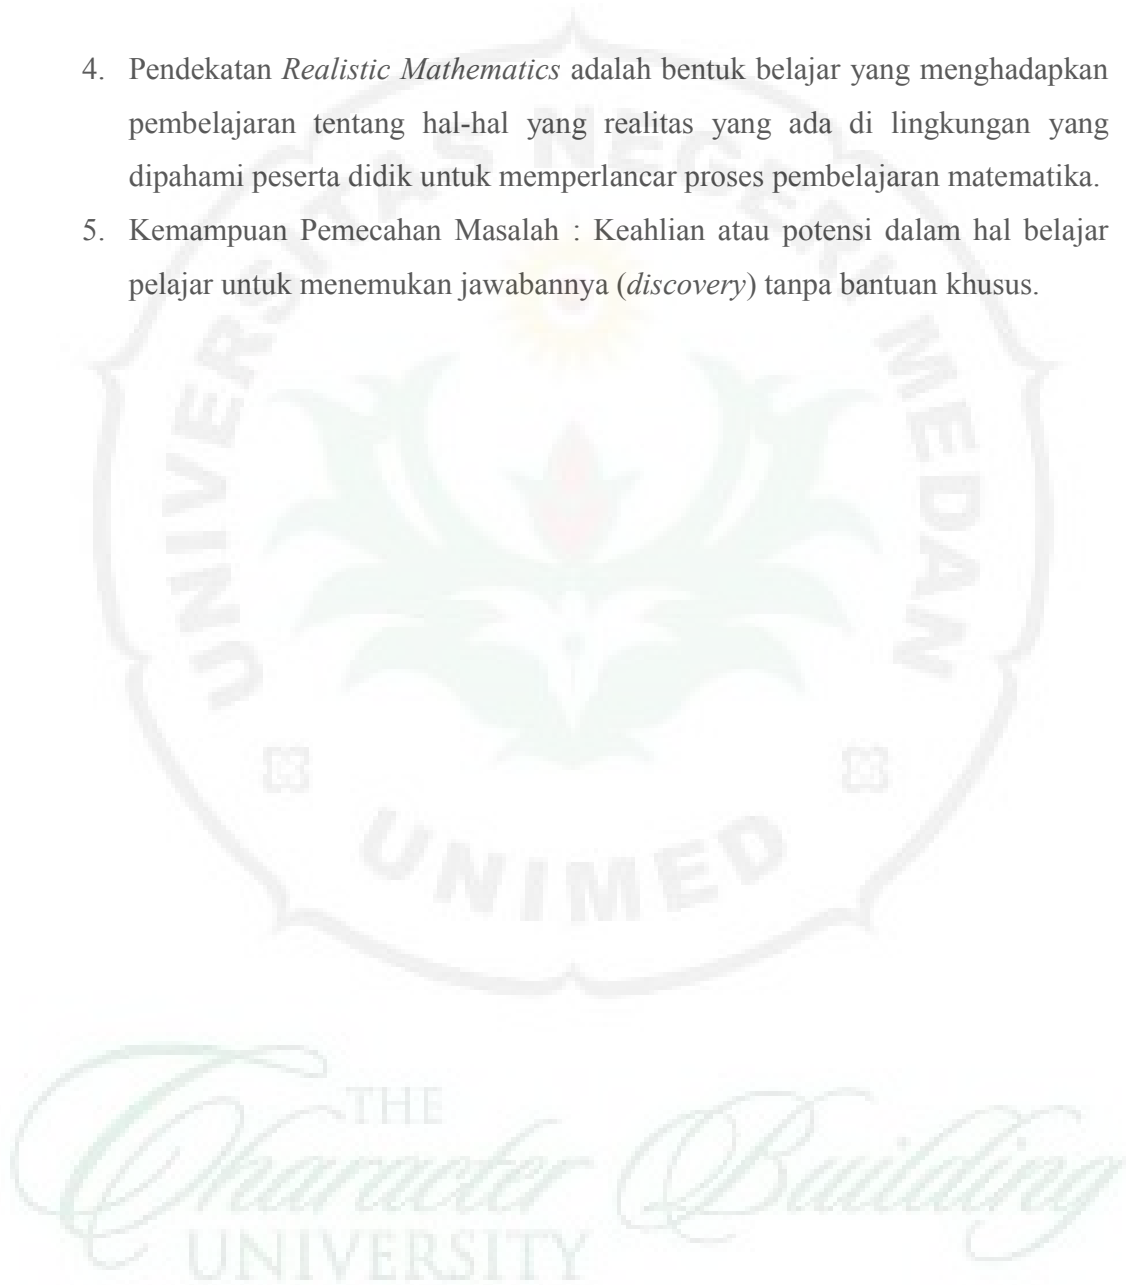 4. Pendekatan Realistic Mathematics adalah bentuk belajar yang menghadapkan
pembelajaran tentang hal-hal yang realitas yang ada di lingkungan yang
dipahami peserta didik untuk memperlancar proses pembelajaran matematika.
5. Kemampuan Pemecahan Masalah : Keahlian atau potensi dalam hal belajar
pelajar untuk menemukan jawabannya (discovery) tanpa bantuan khusus.
UNIVERSITAS NEGERI MEDAN
UNIMED
THE
Character Building
UNIVERSITY